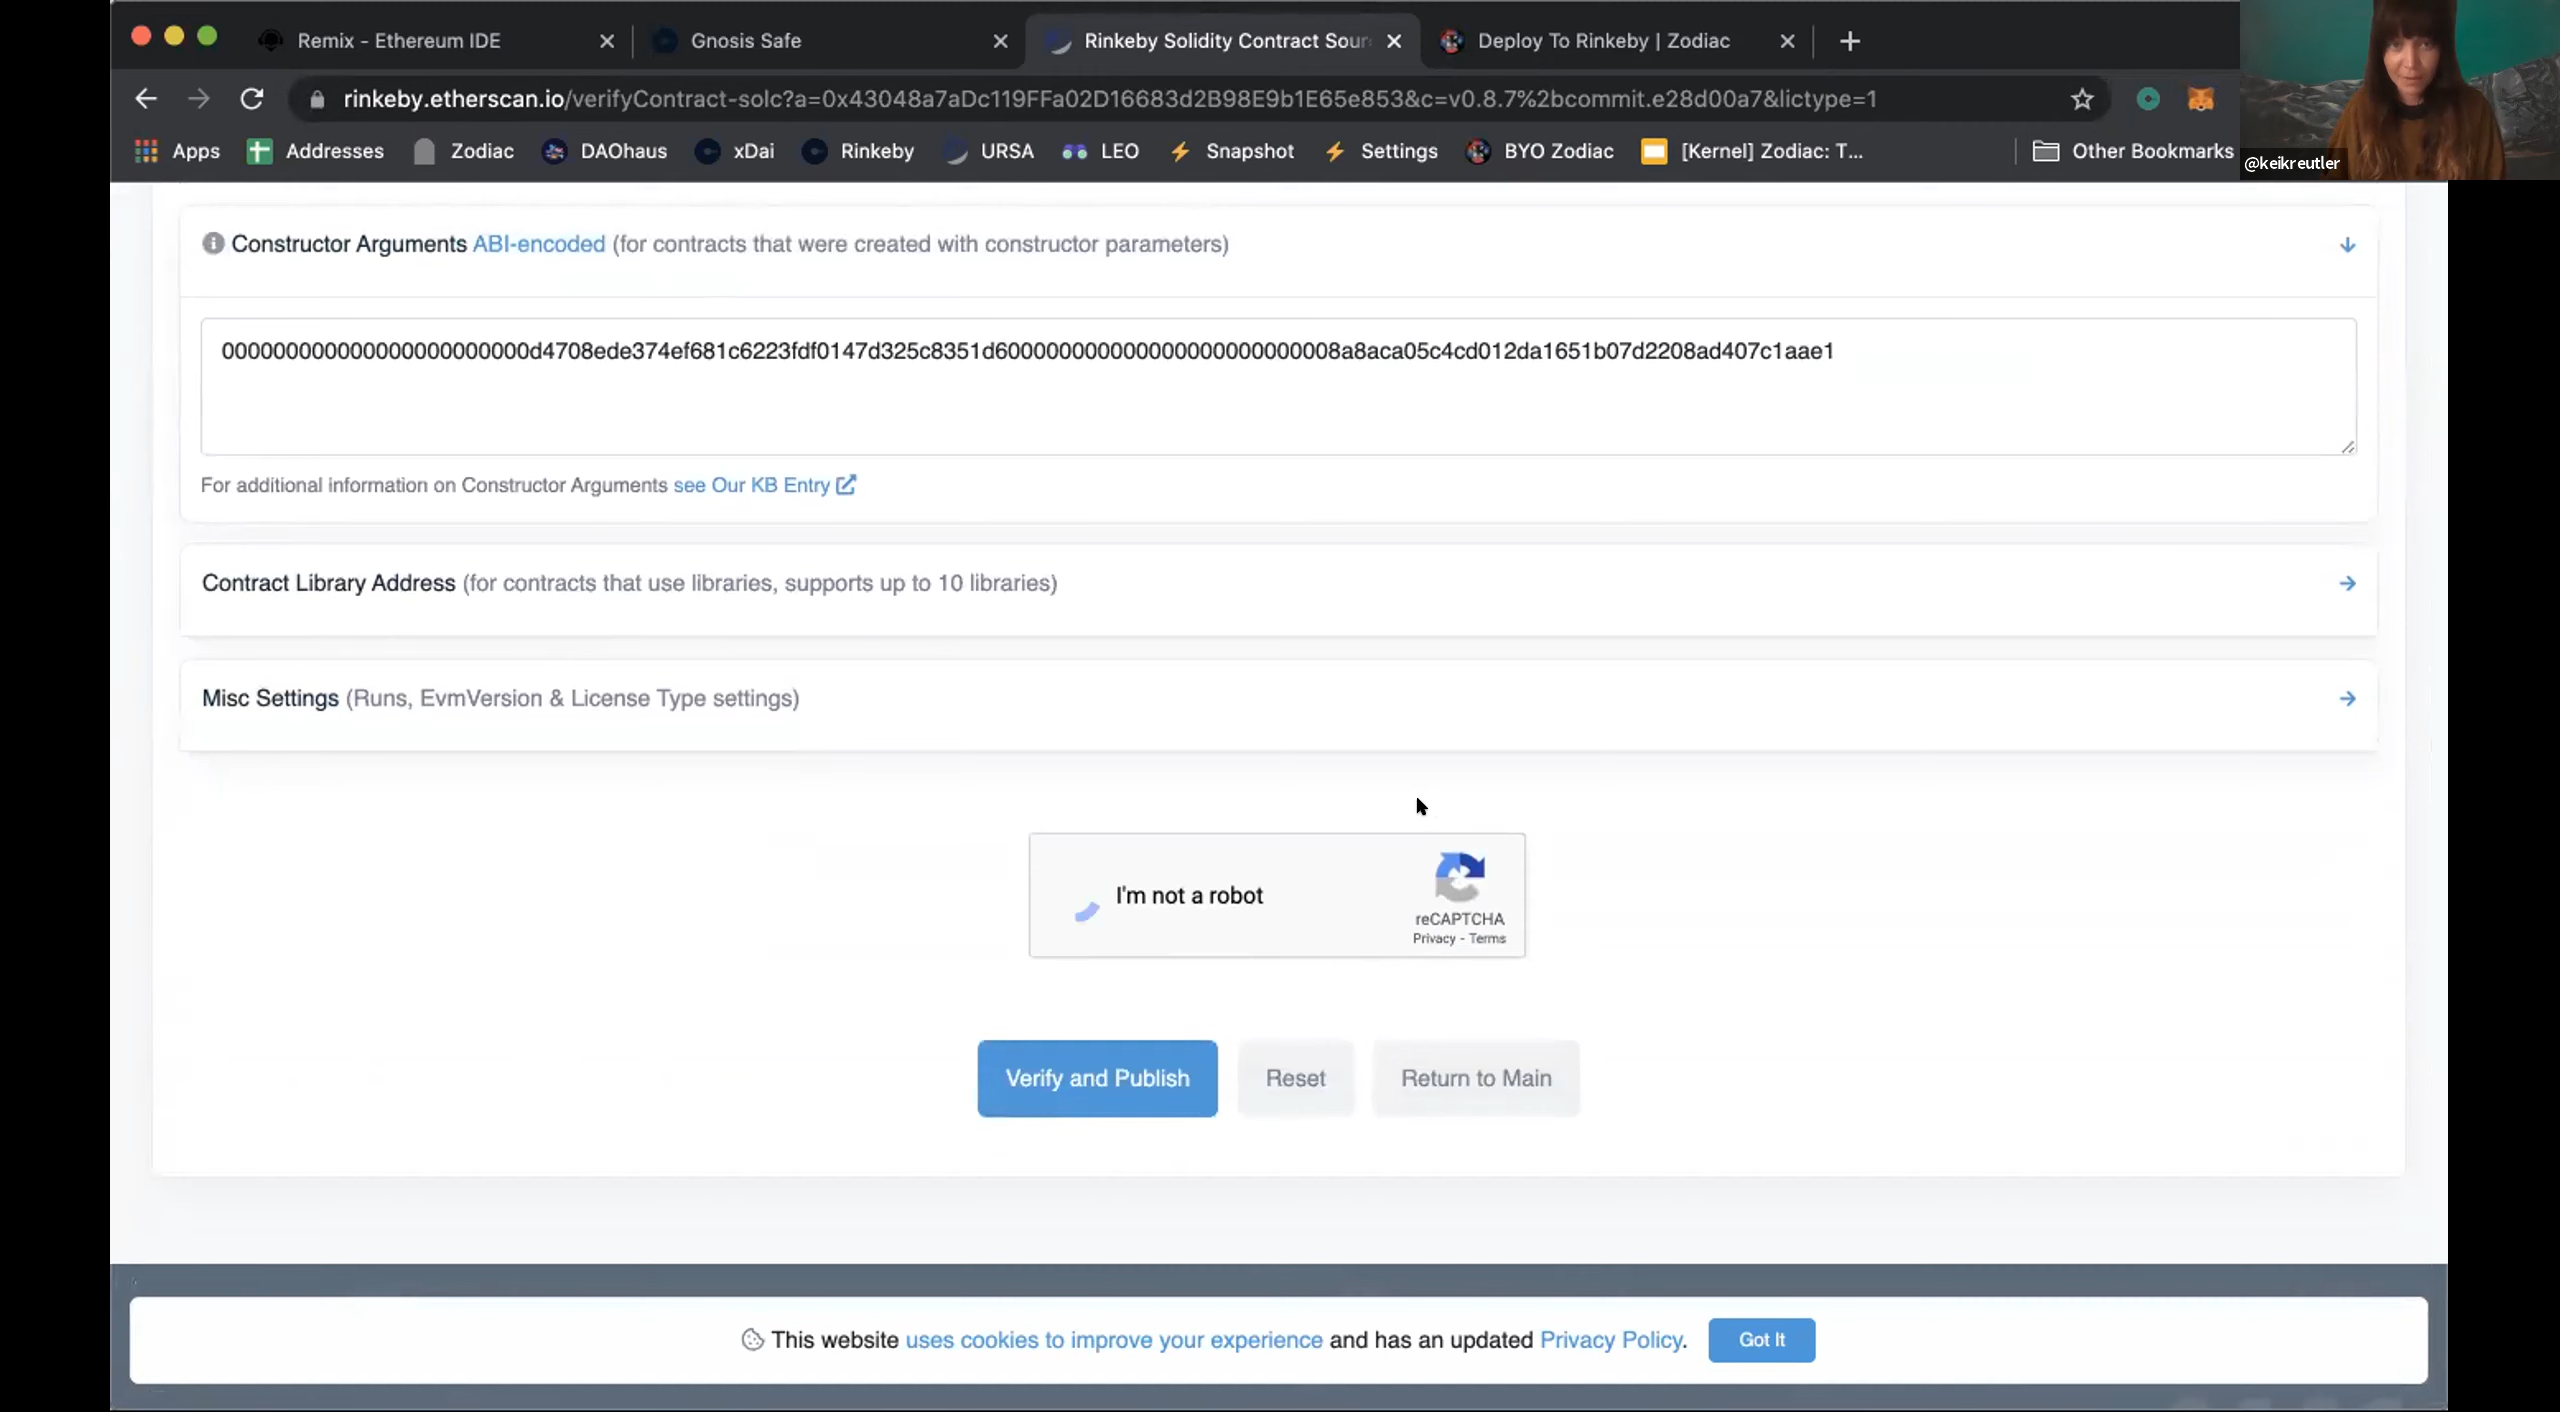 Remix - Ethereum IDE
Gnosis Safe
Rinkeby Solidity Contract Sour
Deploy To Rinkeby | Zodiac
rinkeby.etherscan.io/verifyContract-solc?a=0x43048a7aDc119FFa02D16683d2B98E9b1E65e853&c=v0.8.7%2bcommit.e28d00a7&lictype=1
Apps Addresses Zodiac DAOhaus xDai Rinkeby URSA LEO Snapshot Settings BYO Zodiac [Kernel] Zodiac: T... Other Bookmarks
@keikreutler
Constructor Arguments ABI-encoded (for contracts that were created with constructor parameters)
000000000000000000000000d4708ede374ef681c6223fdf0147d325c8351d60000000000000000000000000008a8aca05c4cd012da1651b07d2208ad407c1aae1
For additional information on Constructor Arguments see Our KB Entry
Contract Library Address (for contracts that use libraries, supports up to 10 libraries)
Misc Settings (Runs, EvmVersion & License Type settings)
I'm not a robot
reCAPTCHA
Privacy - Terms
Verify and Publish
Reset
Return to Main
This website uses cookies to improve your experience and has an updated Privacy Policy.
Got It